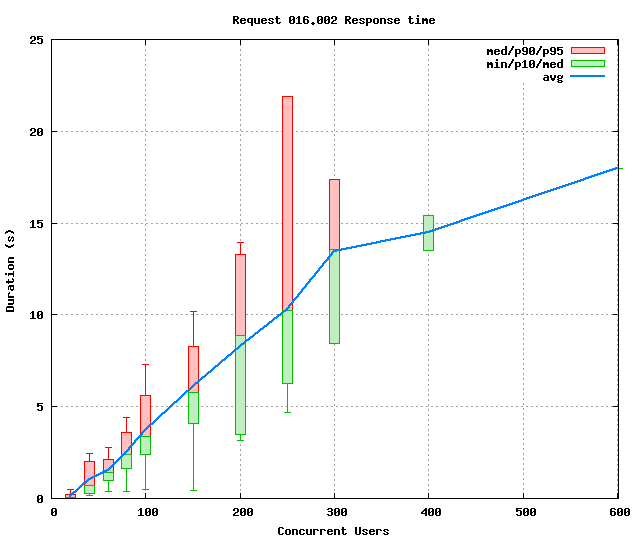 Request 016.002 Response time
med/p90/p95
min/p10/med
avg
25
20
15
10
5
0
Duration (s)
0 100 200 300 400 500 600
Concurrent Users